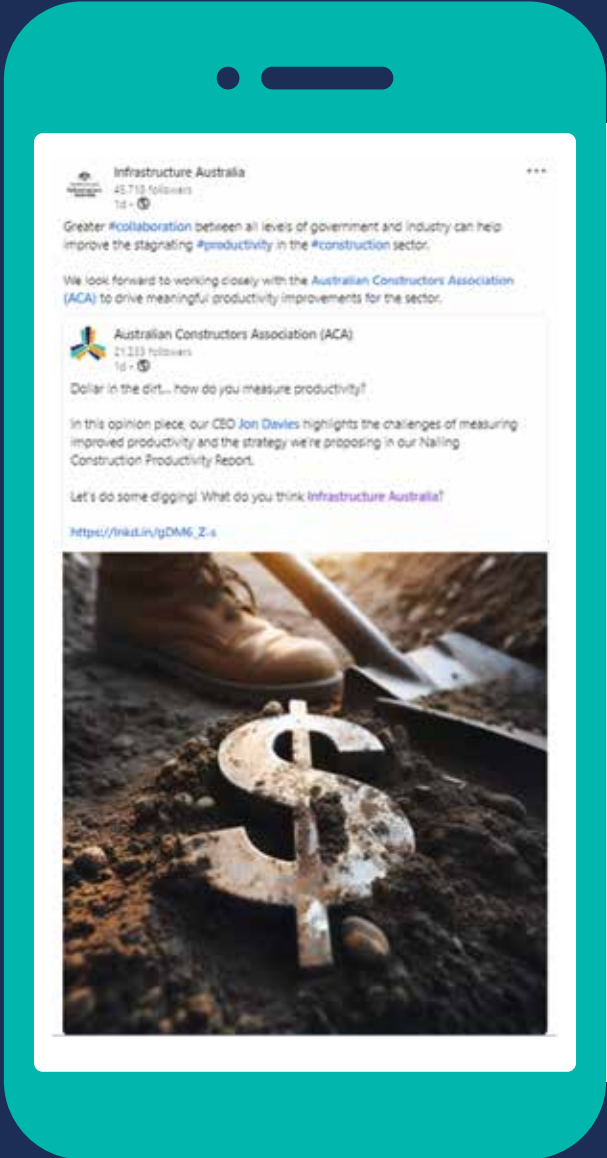 Infrastructure Australia
45,718 followers
1d •
Greater #collaboration between all levels of government and industry can help
improve the stagnating #productivity in the #construction sector.
We look forward to working closely with the Australian Constructors Association
(ACA) to drive meaningful productivity improvements for the sector.
Australian Constructors Association (ACA)
21,233 followers
1d •
Dollar in the dirt... how do you measure productivity?
In this opinion piece, our CEO Jon Davies highlights the challenges of measuring
improved productivity and the strategy we're proposing in our Nailing
Construction Productivity Report.
Let's do some digging! What do you think Infrastructure Australia?
https://lnkd.in/gDM6_Z-s